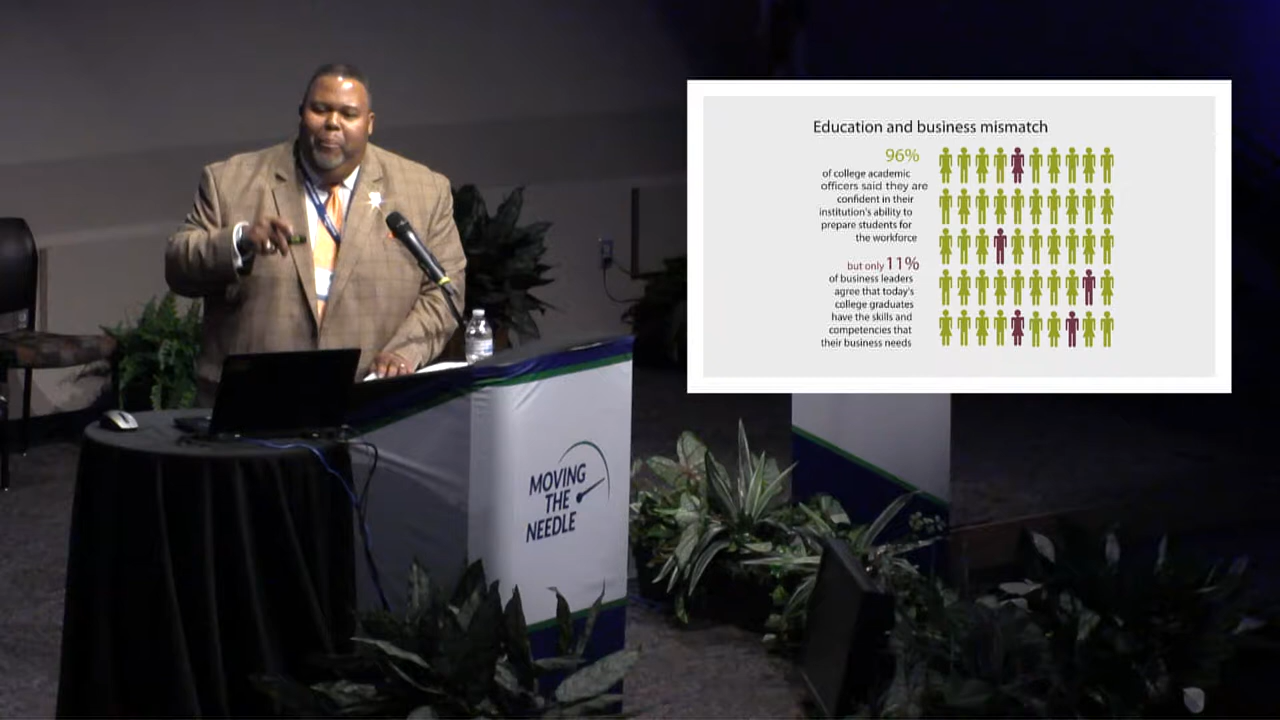 Education and business mismatch
96%
of college academic
officers said they are
confident in their
institution's ability to
prepare students for
the workforce
but only 11%
of business leaders
agree that today's
college graduates
have the skills and
competencies that
their business needs
MOVING
THE
NEEDLE